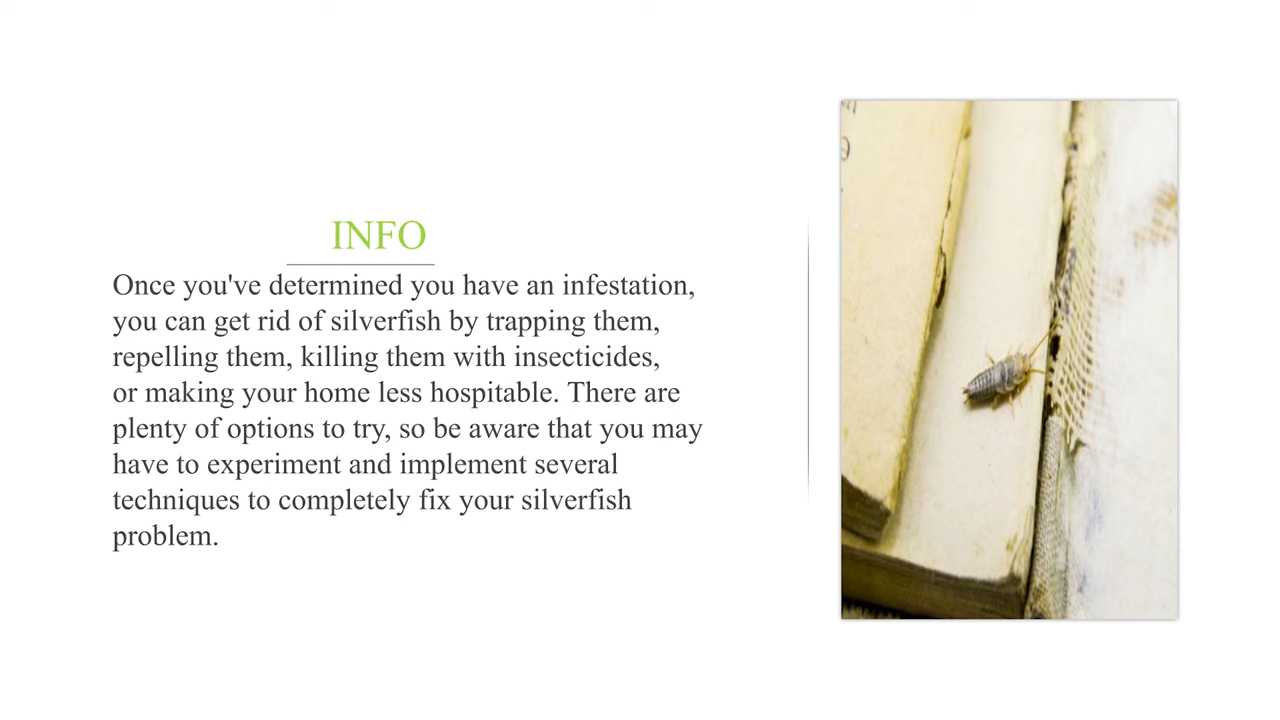 INFO
Once you've determined you have an infestation,
you can get rid of silverfish by trapping them,
repelling them, killing them with insecticides,
or making your home less hospitable. There are
plenty of options to try, so be aware that you may
have to experiment and implement several
techniques to completely fix your silverfish
problem.